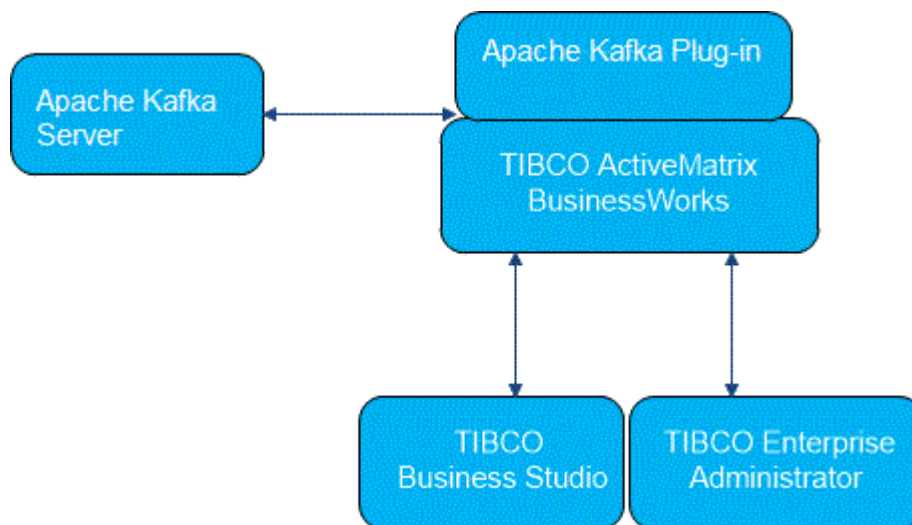 Apache Kafka Plug-in
Apache Kafka
Server
TIBCO ActiveMatrix
BusinessWorks
TIBCO
Business Studio
TIBCO Enterprise
Administrator